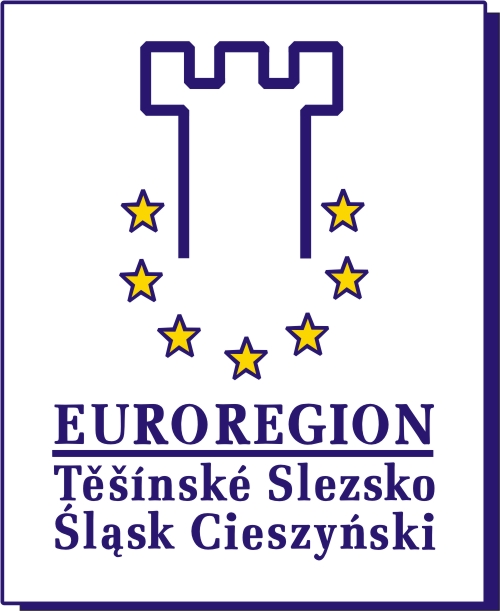 EUROREGION
Těšínské Slezsko
Śląsk Cieszyński